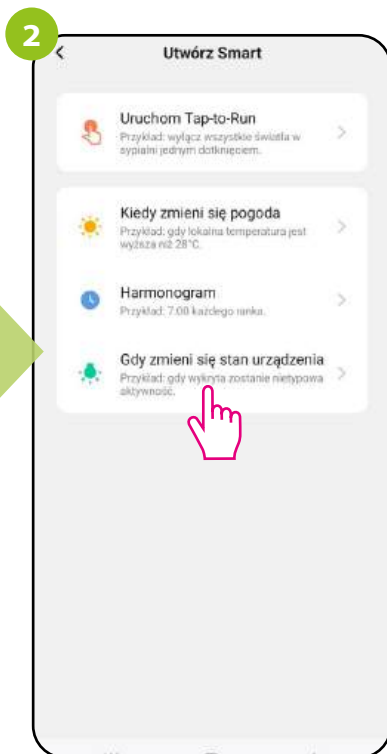 2
Utwórz Smart
Uruchom Tap-to-Run
Przykład: wyłącz wszystkie światła w
sypialni jednym dotknięciem.
Kiedy zmieni się pogoda
Przykład: gdy lokalna temperatura jest
wyższa niż 28°C.
Harmonogram
Przykład: 7:00 każdego ranka.
Gdy zmieni się stan urządzenia
Przykład: gdy wykryta zostanie nietypowa
aktywność.